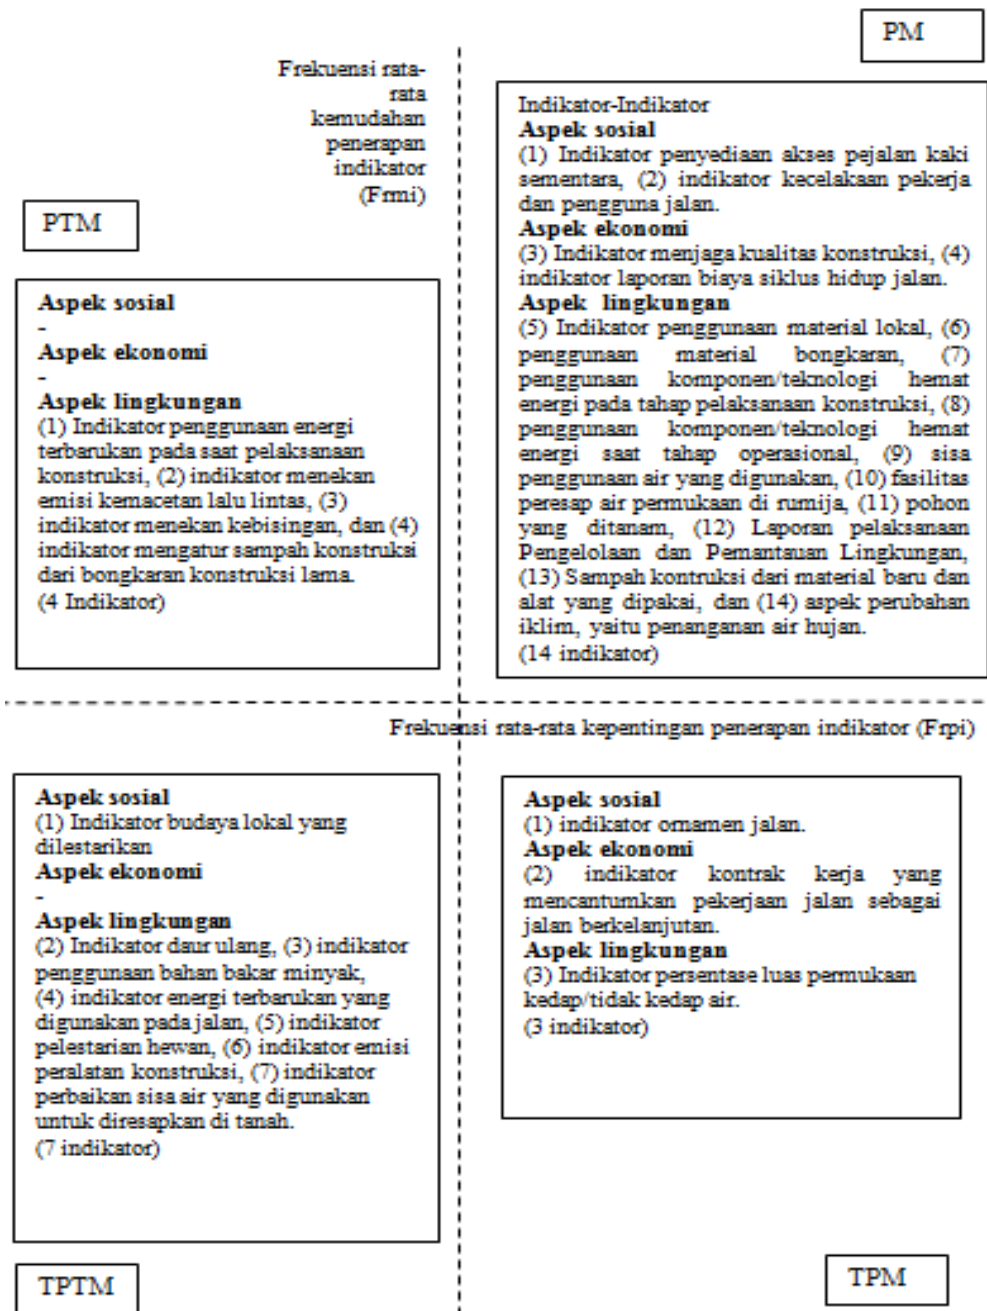 PM
Frekuensi rata-
rata
kemudahan
penerapan
indikator
(Frmi)
PTM
Indikator-Indikator
Aspek sosial
(1) Indikator penyediaan akses pejalan kaki
sementara, (2) indikator kecelakaan pekerja
dan pengguna jalan.
Aspek ekonomi
(3) Indikator menjaga kualitas konstruksi, (4)
indikator laporan biaya siklus hidup jalan.
Aspek lingkungan
(5) Indikator penggunaan material lokal, (6)
penggunaan material bongkaran, (7)
penggunaan komponen/teknologi hemat
energi pada tahap pelaksanaan konstruksi, (8)
penggunaan komponen/teknologi hemat
energi saat tahap operasional, (9) sisa
penggunaan air yang digunakan, (10) fasilitas
peresap air permukaan di rumija, (11) pohon
yang ditanam, (12) Laporan pelaksanaan
Pengelolaan dan Pemantauan Lingkungan,
(13) Sampah kontruksi dari material baru dan
alat yang dipakai, dan (14) aspek perubahan
iklim, yaitu penanganan air hujan.
(14 indikator)
Aspek sosial
-
Aspek ekonomi
-
Aspek lingkungan
(1) Indikator penggunaan energi
terbarukan pada saat pelaksanaan
konstruksi, (2) indikator menekan
emisi kemacetan lalu lintas, (3)
indikator menekan kebisingan, dan (4)
indikator mengatur sampah konstruksi
dari bongkaran konstruksi lama.
(4 Indikator)
Frekuensi rata-rata kepentingan penerapan indikator (Frpi)
Aspek sosial
(1) Indikator budaya lokal yang
dilestarikan
Aspek ekonomi
-
Aspek lingkungan
(2) Indikator daur ulang, (3) indikator
penggunaan bahan bakar minyak,
(4) indikator energi terbarukan yang
digunakan pada jalan, (5) indikator
pelestarian hewan, (6) indikator emisi
peralatan konstruksi, (7) indikator
perbaikan sisa air yang digunakan
untuk diresapkan di tanah.
(7 indikator)
Aspek sosial
(1) indikator ornamen jalan.
Aspek ekonomi
(2) indikator kontrak kerja yang
mencantumkan pekerjaan jalan sebagai
jalan berkelanjutan.
Aspek lingkungan
(3) Indikator persentase luas permukaan
kedap/tidak kedap air.
(3 indikator)
TPTM
TPM